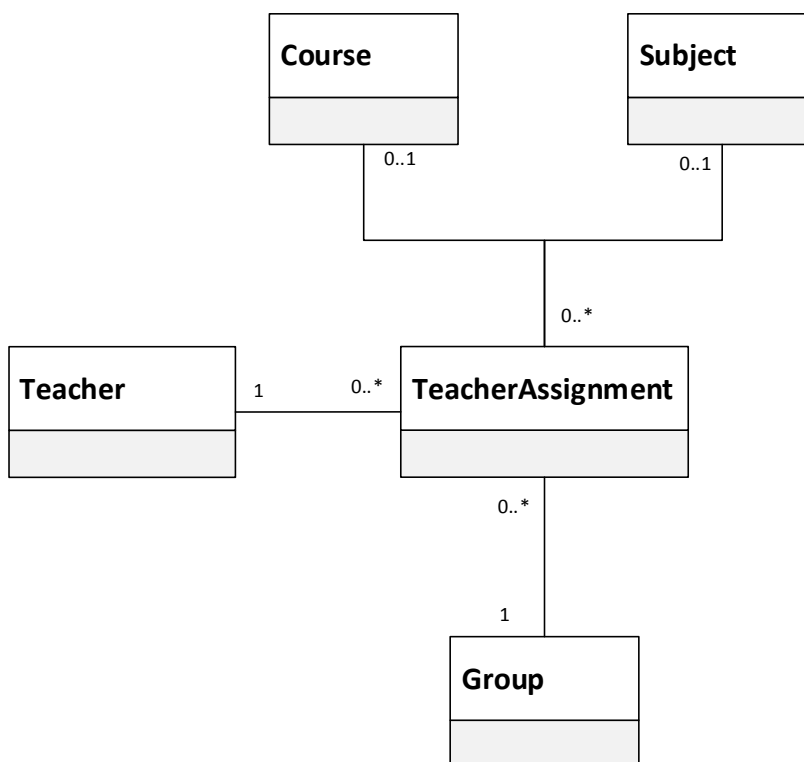 Course
Subject
0..1
0..1
0..*
Teacher
1
0..*
TeacherAssignment
0..*
1
Group